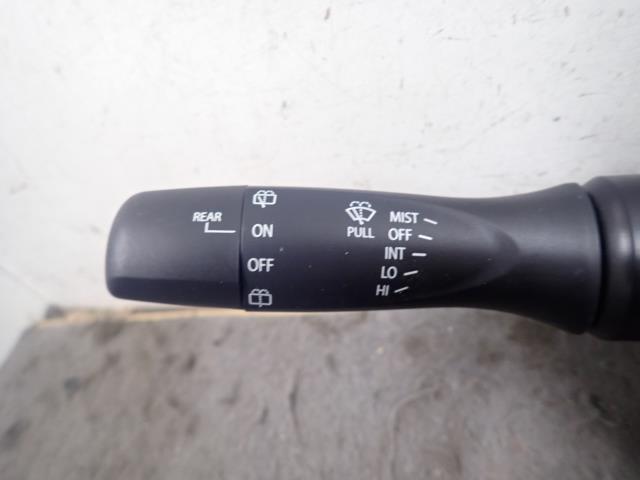 REAR
ON
OFF
PULL
MIST
OFF
INT
LO
HI